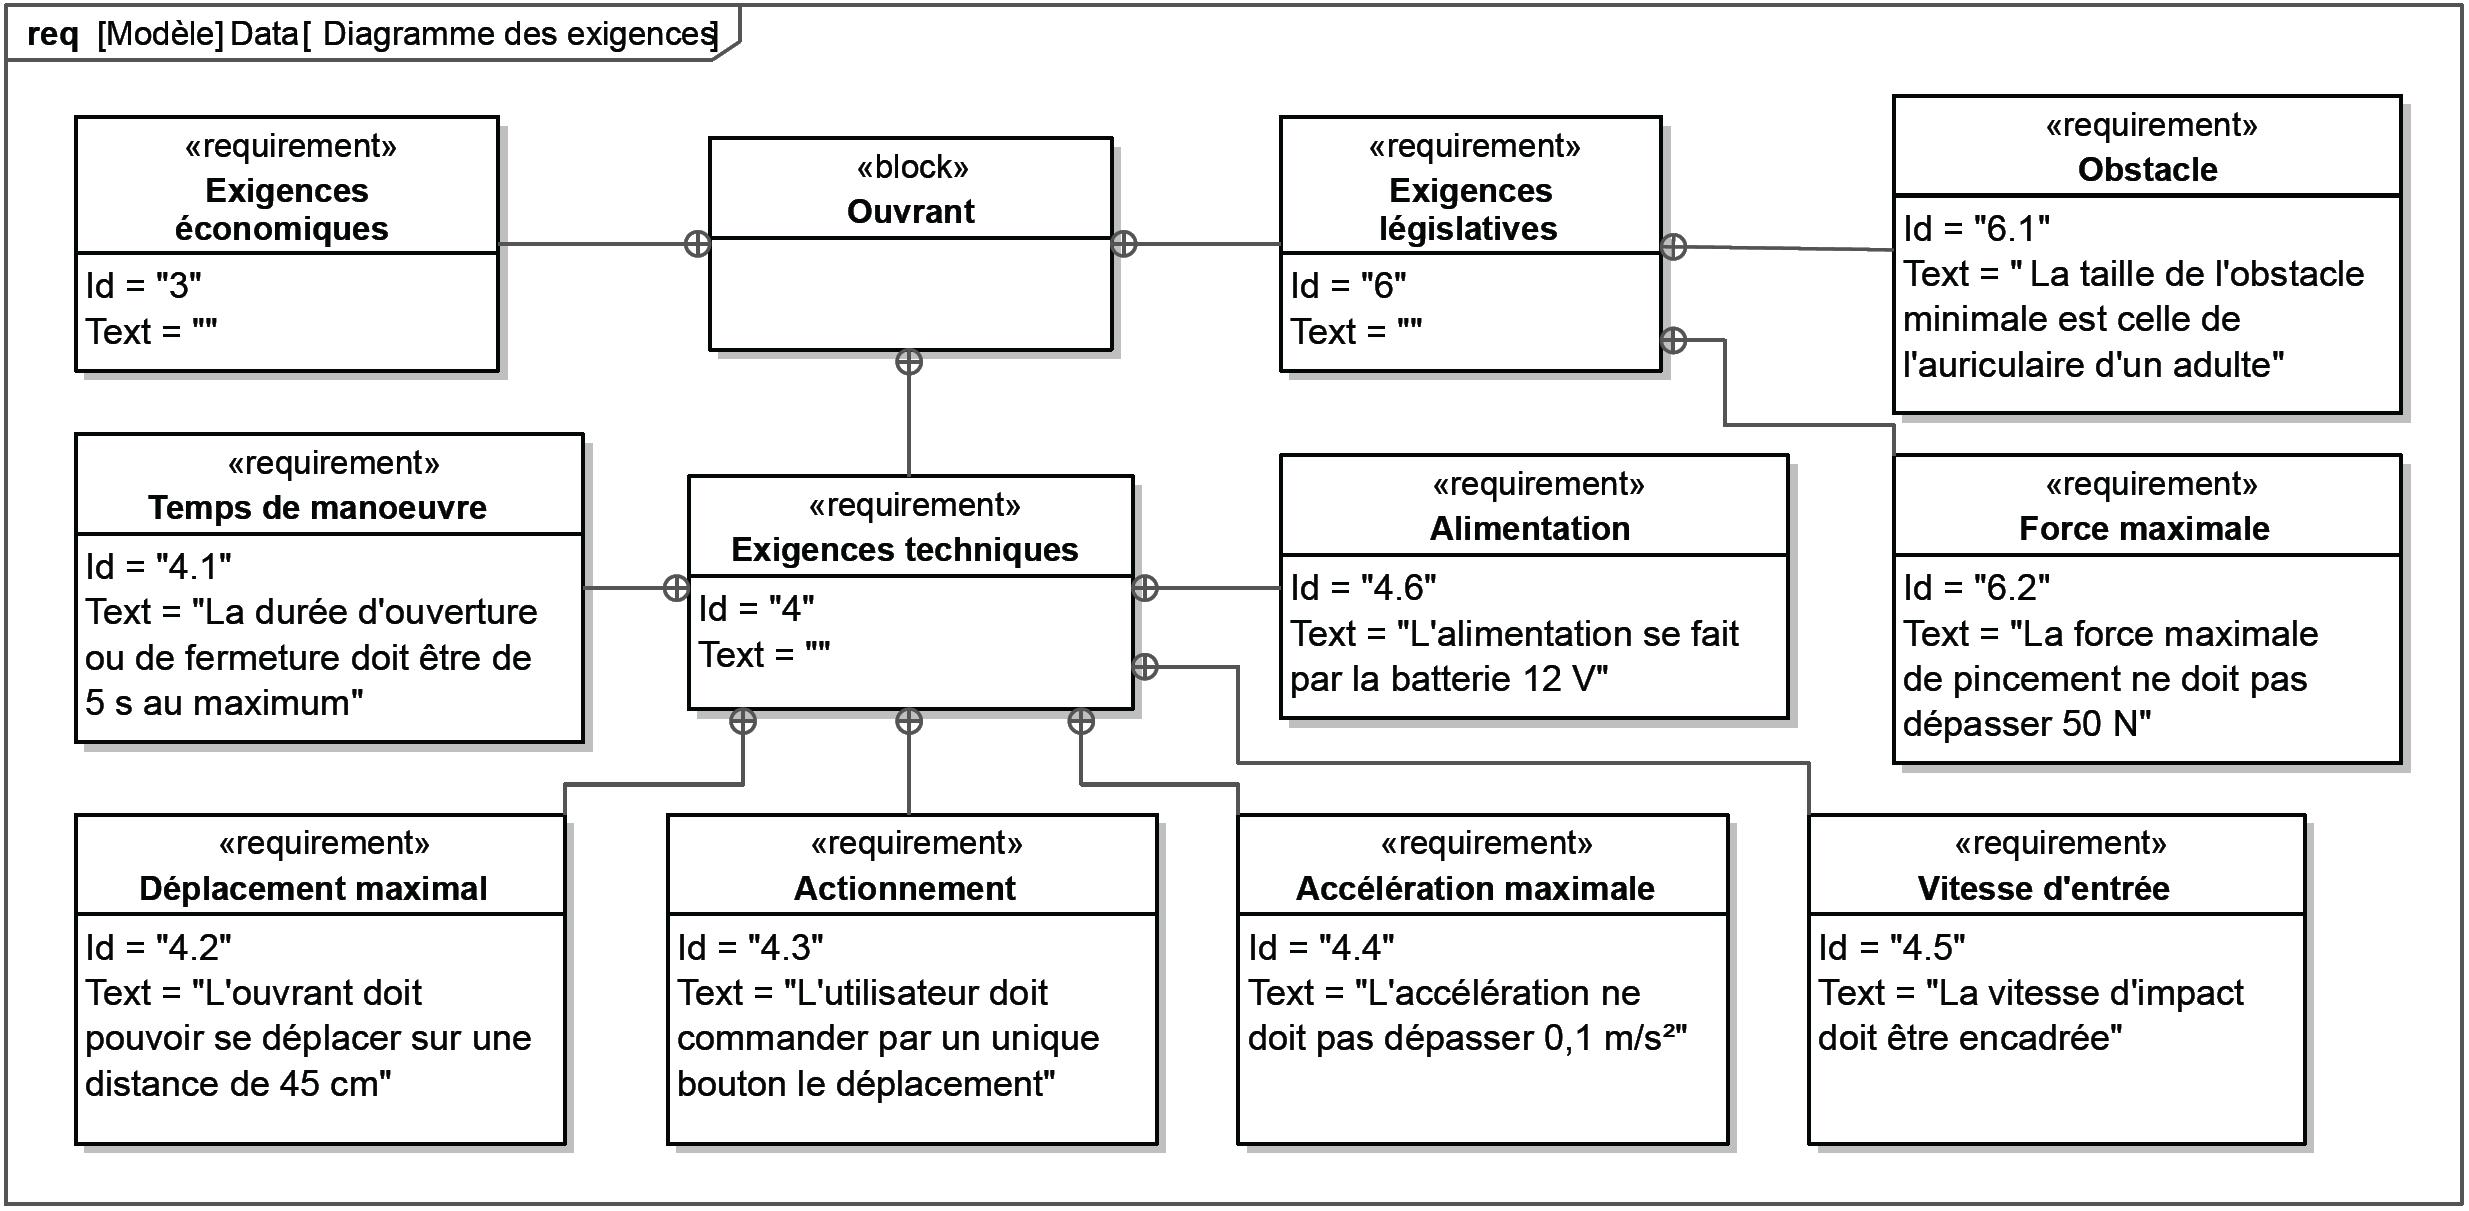 req [Modèle] Data[ Diagramme des exigences]
«requirement»
Exigences
économiques
Id = "3"
Text = ""
«block»
Ouvrant
«requirement»
Exigences
législatives
Id = "6"
Text = ""
«requirement»
Obstacle
Id = "6.1"
Text = " La taille de l'obstacle
minimale est celle de
l'auriculaire d'un adulte"
«requirement»
Temps de manoeuvre
Id = "4.1"
Text = "La durée d'ouverture
ou de fermeture doit être de
5 s au maximum"
«requirement»
Exigences techniques
Id = "4"
Text = ""
«requirement»
Alimentation
Id = "4.6"
Text = "L'alimentation se fait
par la batterie 12 V"
«requirement»
Force maximale
Id = "6.2"
Text = "La force maximale
de pincement ne doit pas
dépasser 50 N"
«requirement»
Déplacement maximal
Id = "4.2"
Text = "L'ouvrant doit
pouvoir se déplacer sur une
distance de 45 cm"
«requirement»
Actionnement
Id = "4.3"
Text = "L'utilisateur doit
commander par un unique
bouton le déplacement"
«requirement»
Accélération maximale
Id = "4.4"
Text = "L'accélération ne
doit pas dépasser 0,1 m/s²"
«requirement»
Vitesse d'entrée
Id = "4.5"
Text = "La vitesse d'impact
doit être encadrée"